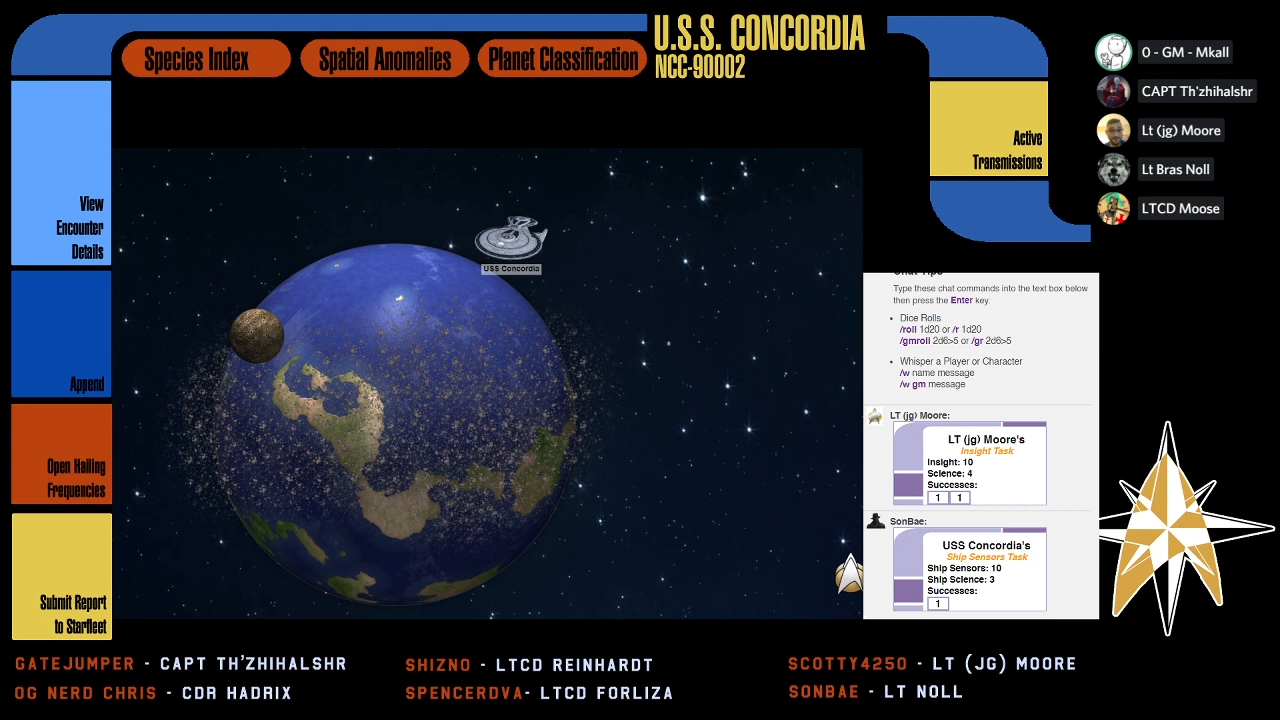 U.S.S. CONCORDIA
NCC-90002
Species Index
Spatial Anomalies
Planet Classification
View
Encounter
Details
Append
Open Hailing
Frequencies
Submit Report
to Starfleet
Active
Transmissions
0 - GM - Mkall
CAPT Th'zhihalshr
Lt (jg) Moore
Lt Bras Noll
LTCD Moose
USS Concordia
Chat Tips
Type these chat commands into the text box below
then press the Enter key.
• Dice Rolls
/roll 1d20 or /r 1d20
/gmroll 2d6>5 or /gr 2d6>5
• Whisper a Player or Character
/w name message
/w gm message
LT (jg) Moore:
LT (jg) Moore's
Insight Task
Insight: 10
Science: 4
Successes:
1 1
SonBae:
USS Concordia's
Ship Sensors Task
Ship Sensors: 10
Ship Science: 3
Successes:
1
GATEJUMPER - CAPT TH'ZHIHALSHR
OG NERD CHRIS - CDR HADRIX
SHIZNO - LTCD REINHARDT
SPENCERDVA- LTCD FORLIZA
SCOTTY4250 - LT (JG) MOORE
SONBAE - LT NOLL